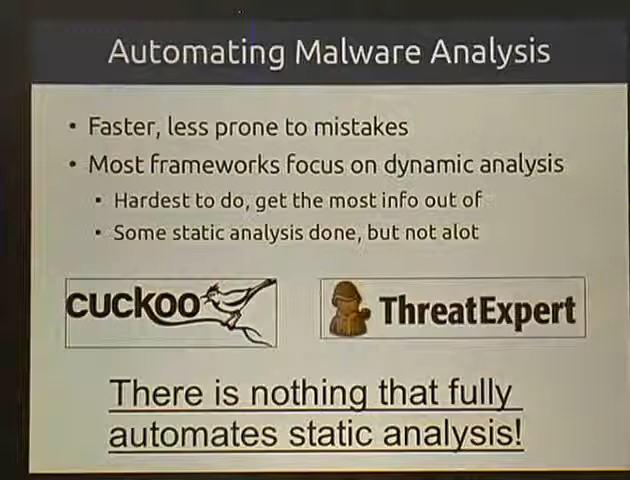 Automating Malware Analysis
• Faster, less prone to mistakes
• Most frameworks focus on dynamic analysis
• Hardest to do, get the most info out of
• Some static analysis done, but not alot
cuckoo
ThreatExpert
There is nothing that fully
automates static analysis!